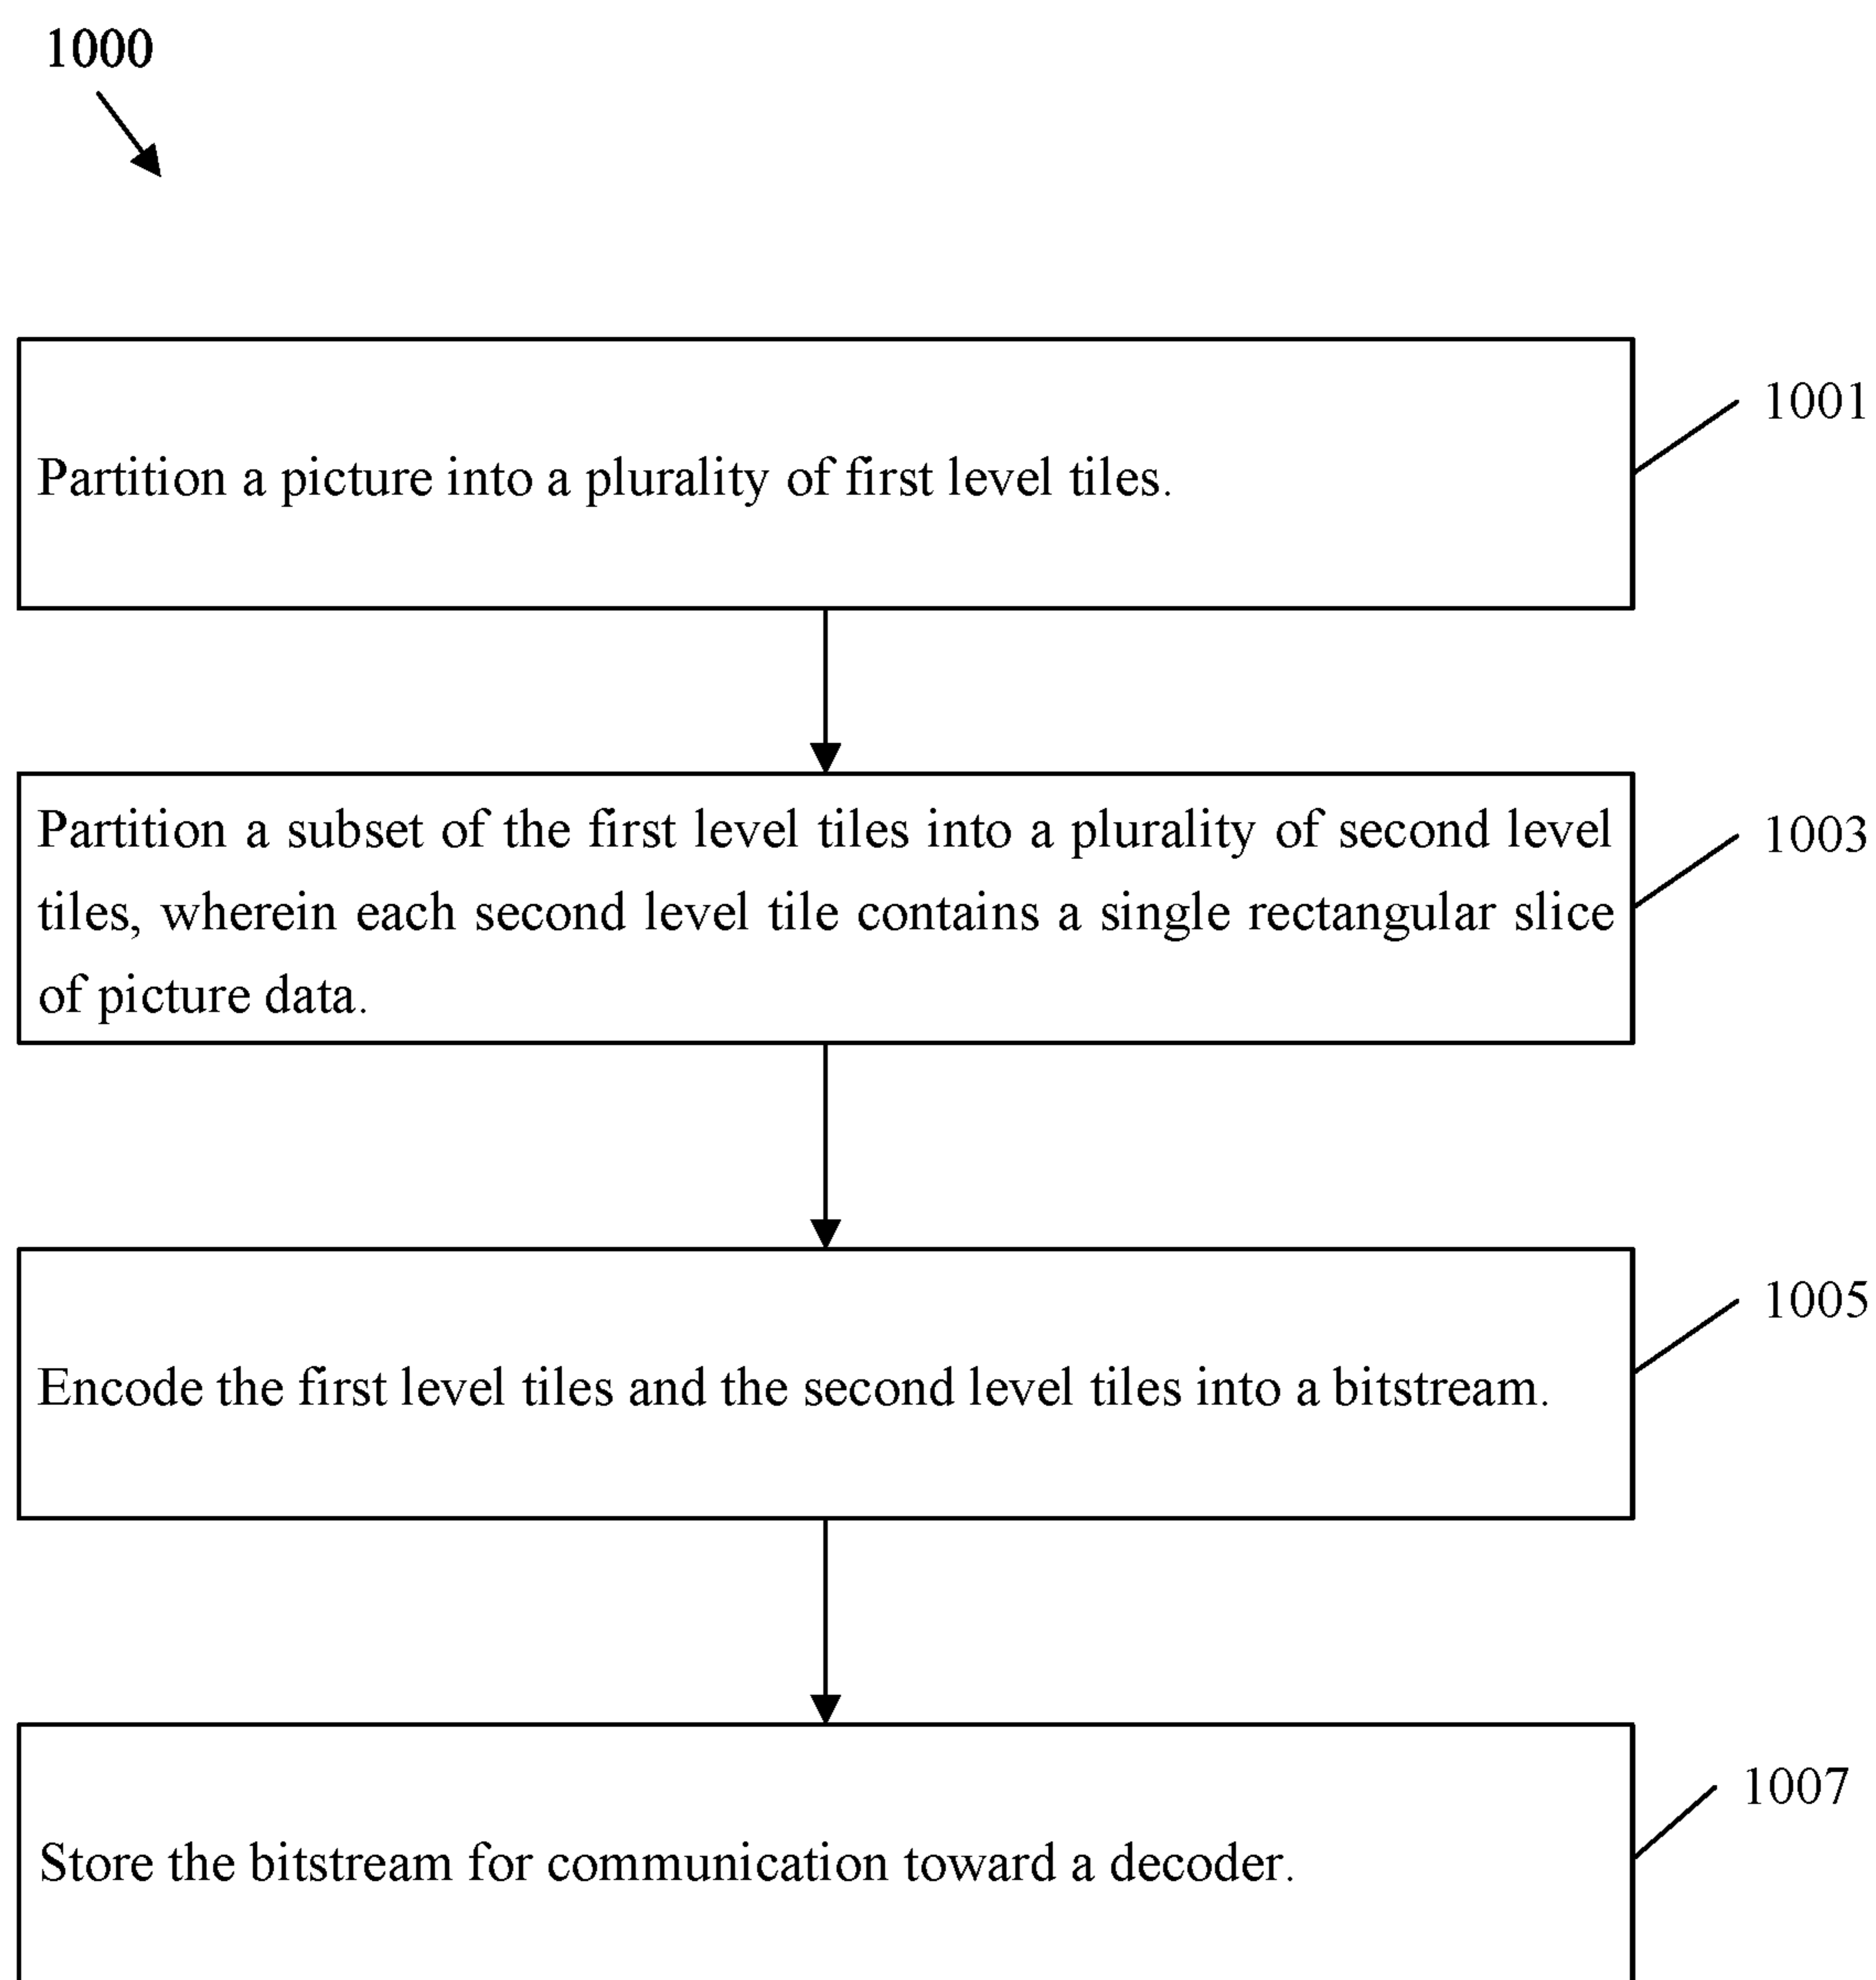 1000
Partition a picture into a plurality of first level tiles.
1001
Partition a subset of the first level tiles into a plurality of second level
tiles, wherein each second level tile contains a single rectangular slice
of picture data.
1003
Encode the first level tiles and the second level tiles into a bitstream.
1005
Store the bitstream for communication toward a decoder.
1007